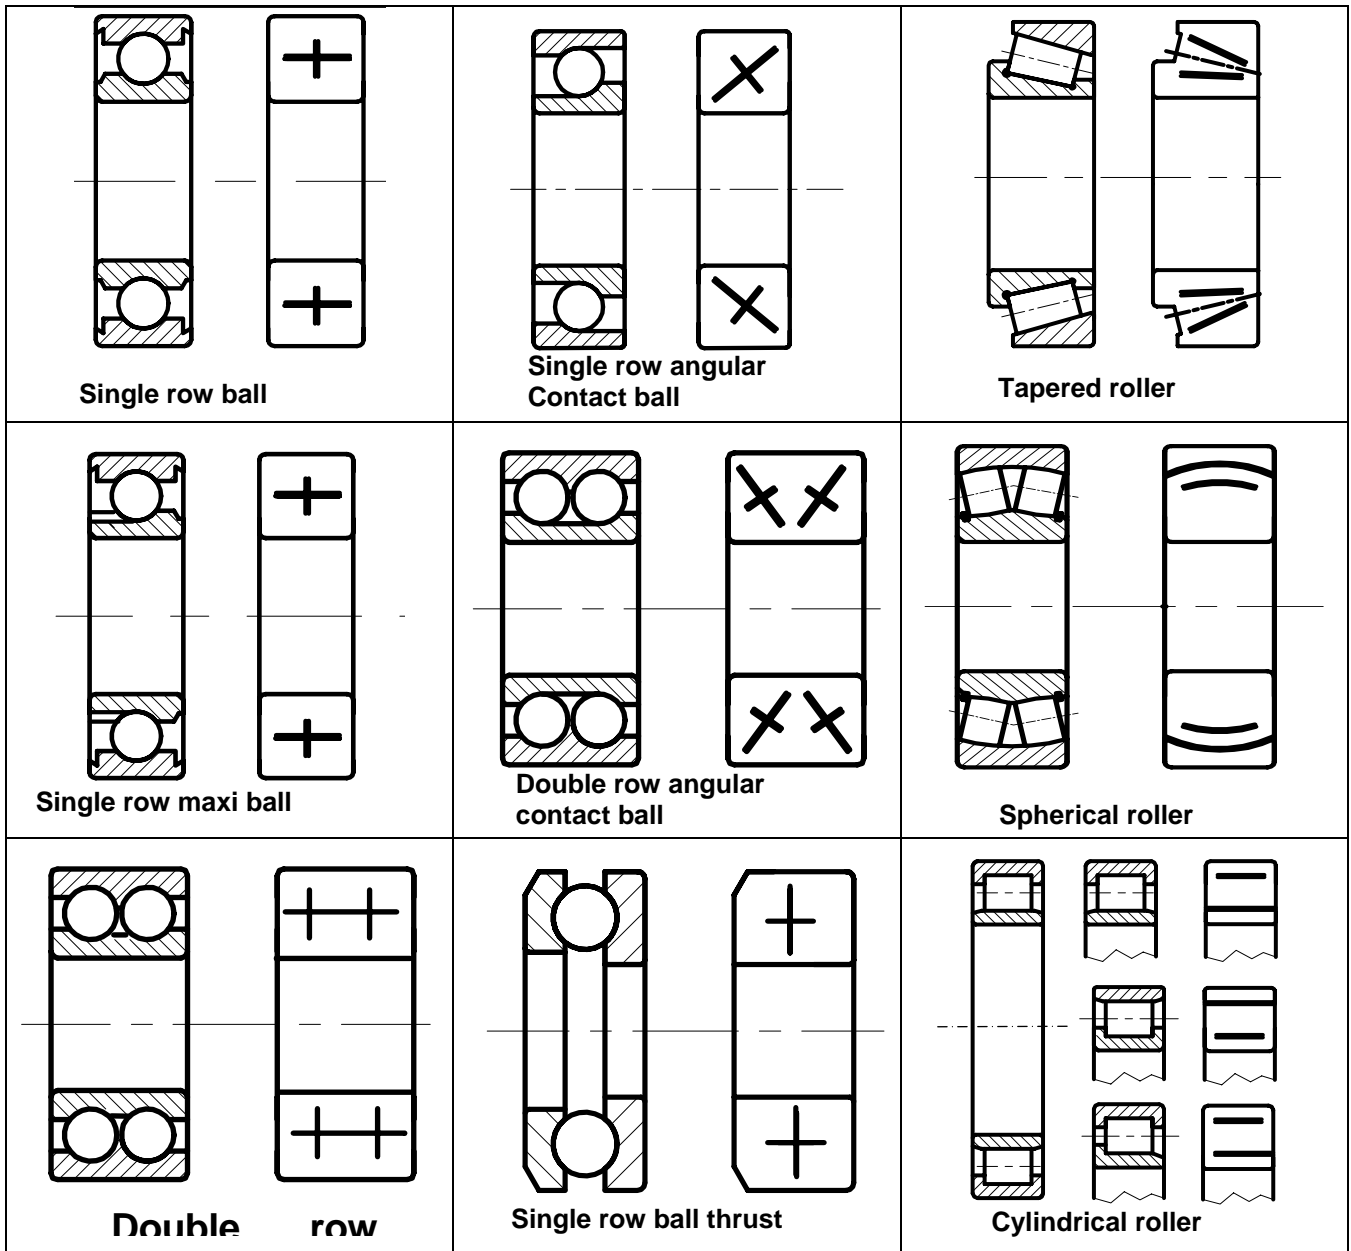 Single row ball
Single row angular
Contact ball
Tapered roller
Single row maxi ball
Double row angular
contact ball
Spherical roller
Double row
Single row ball thrust
Cylindrical roller